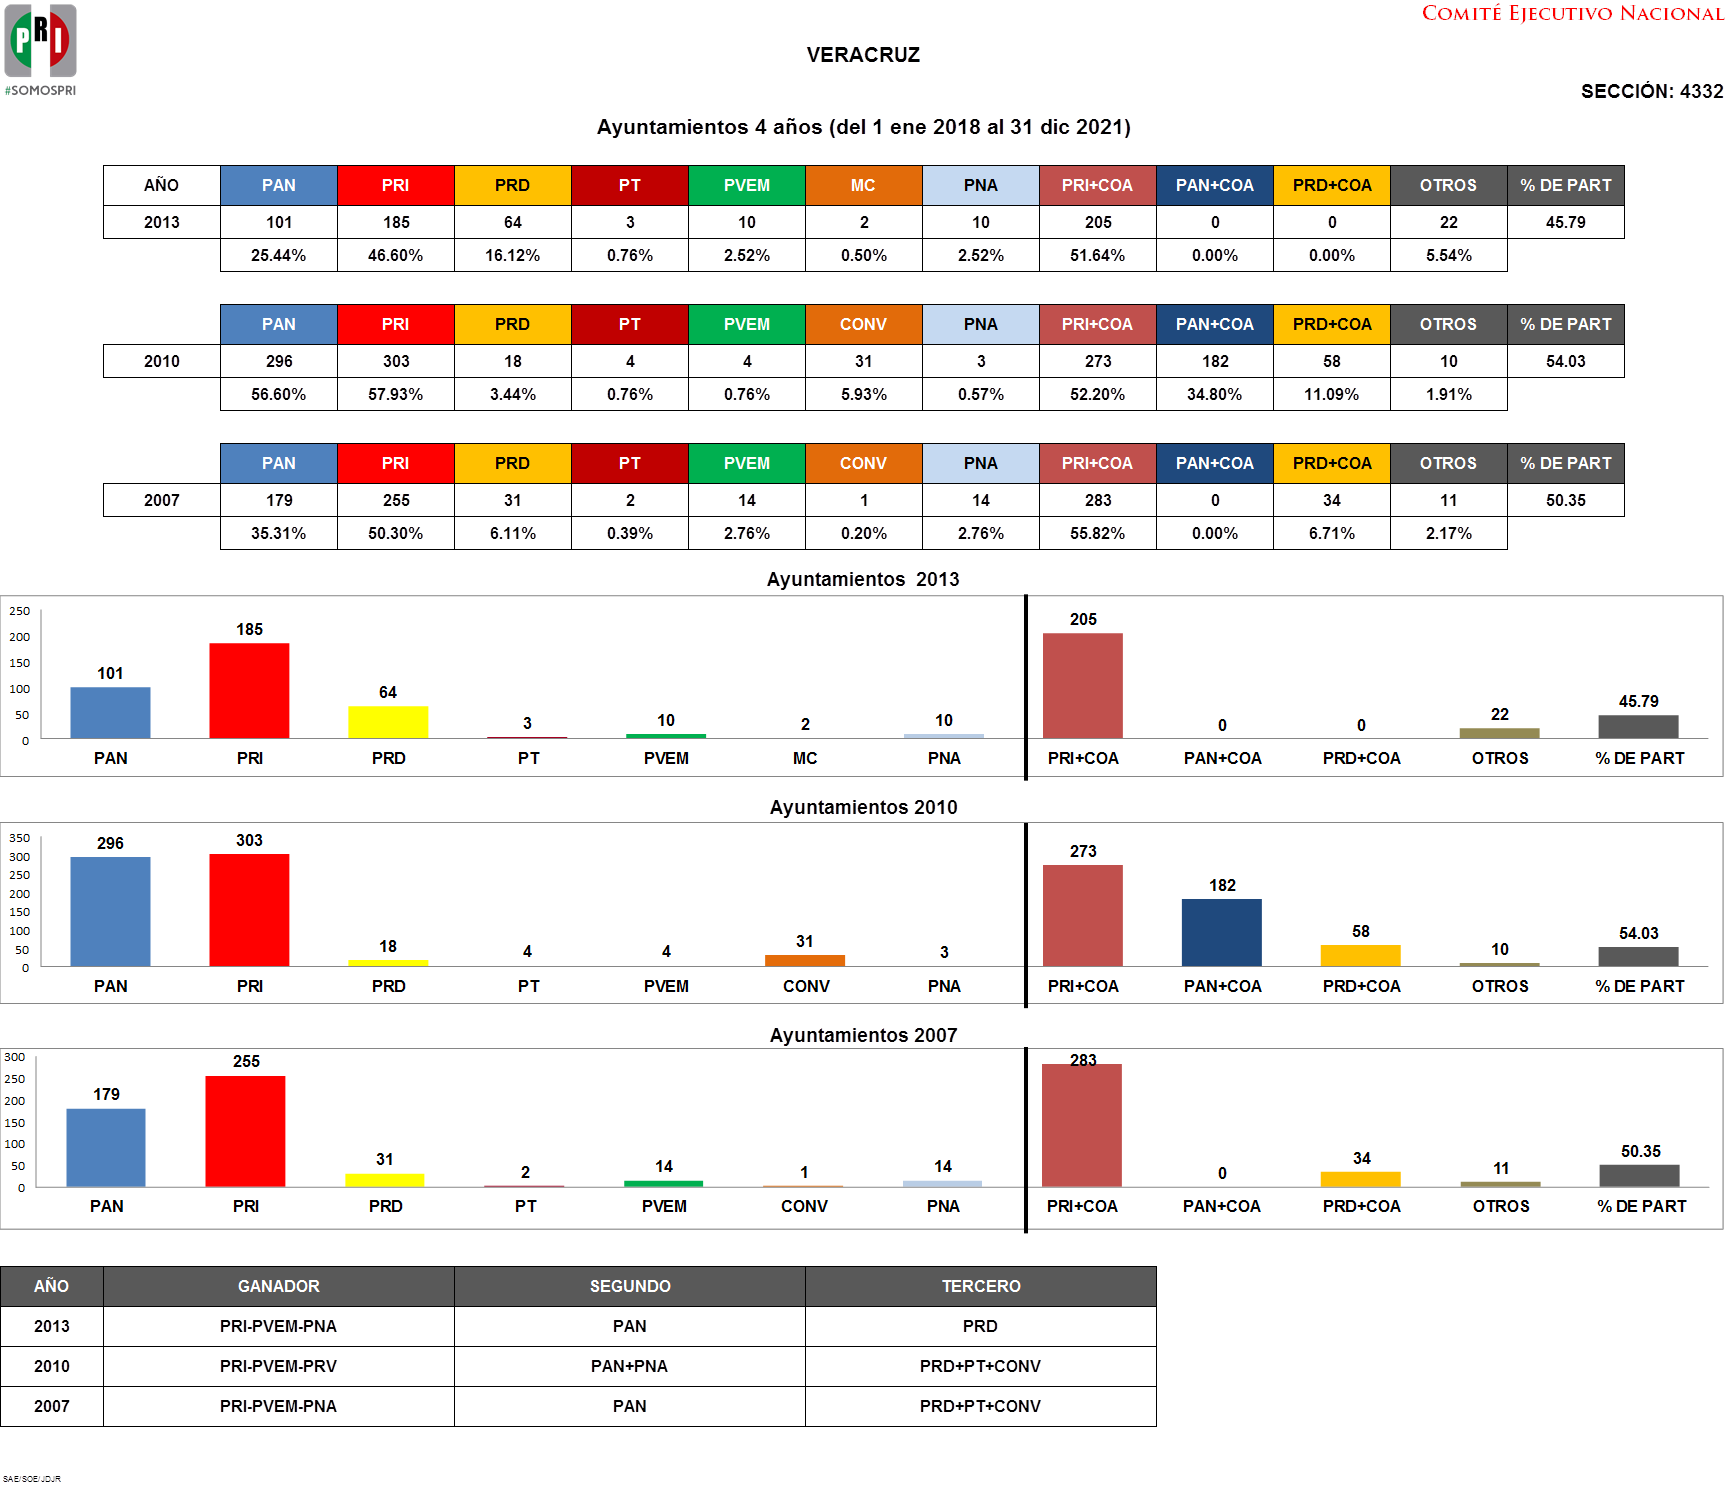 PRI
#SOMOSPRI
COMITÉ EJECUTIVO NACIONAL
VERACRUZ
SECCIÓN: 4332
Ayuntamientos 4 años (del 1 ene 2018 al 31 dic 2021)
AÑO PAN PRI PRD PT PVEM MC PNA PRI+COA PAN+COA PRD+COA OTROS % DE PART
2013 101 185 64 3 10 2 10 205 0 0 22 45.79
25.44% 46.60% 16.12% 0.76% 2.52% 0.50% 2.52% 51.64% 0.00% 0.00% 5.54%
PAN PRI PRD PT PVEM CONV PNA PRI+COA PAN+COA PRD+COA OTROS % DE PART
2010 296 303 18 4 4 31 3 273 182 58 10 54.03
56.60% 57.93% 3.44% 0.76% 0.76% 5.93% 0.57% 52.20% 34.80% 11.09% 1.91%
PAN PRI PRD PT PVEM CONV PNA PRI+COA PAN+COA PRD+COA OTROS % DE PART
2007 179 255 31 2 14 1 14 283 0 34 11 50.35
35.31% 50.30% 6.11% 0.39% 2.76% 0.20% 2.76% 55.82% 0.00% 6.71% 2.17%
Ayuntamientos 2013
250
200
150
100
50
0
101 185 64 3 10 2 10 205 0 0 22 45.79
PAN PRI PRD PT PVEM MC PNA PRI+COA PAN+COA PRD+COA OTROS % DE PART
Ayuntamientos 2010
350
300
250
200
150
100
50
0
296 303 18 4 4 31 3 273 182 58 10 54.03
PAN PRI PRD PT PVEM CONV PNA PRI+COA PAN+COA PRD+COA OTROS % DE PART
Ayuntamientos 2007
300
250
200
150
100
50
0
179 255 31 2 14 1 14 283 0 34 11 50.35
PAN PRI PRD PT PVEM CONV PNA PRI+COA PAN+COA PRD+COA OTROS % DE PART
AÑO GANADOR SEGUNDO TERCERO
2013 PRI-PVEM-PNA PAN PRD
2010 PRI-PVEM-PRV PAN+PNA PRD+PT+CONV
2007 PRI-PVEM-PNA PAN PRD+PT+CONV
SAE/SOE/JDJR